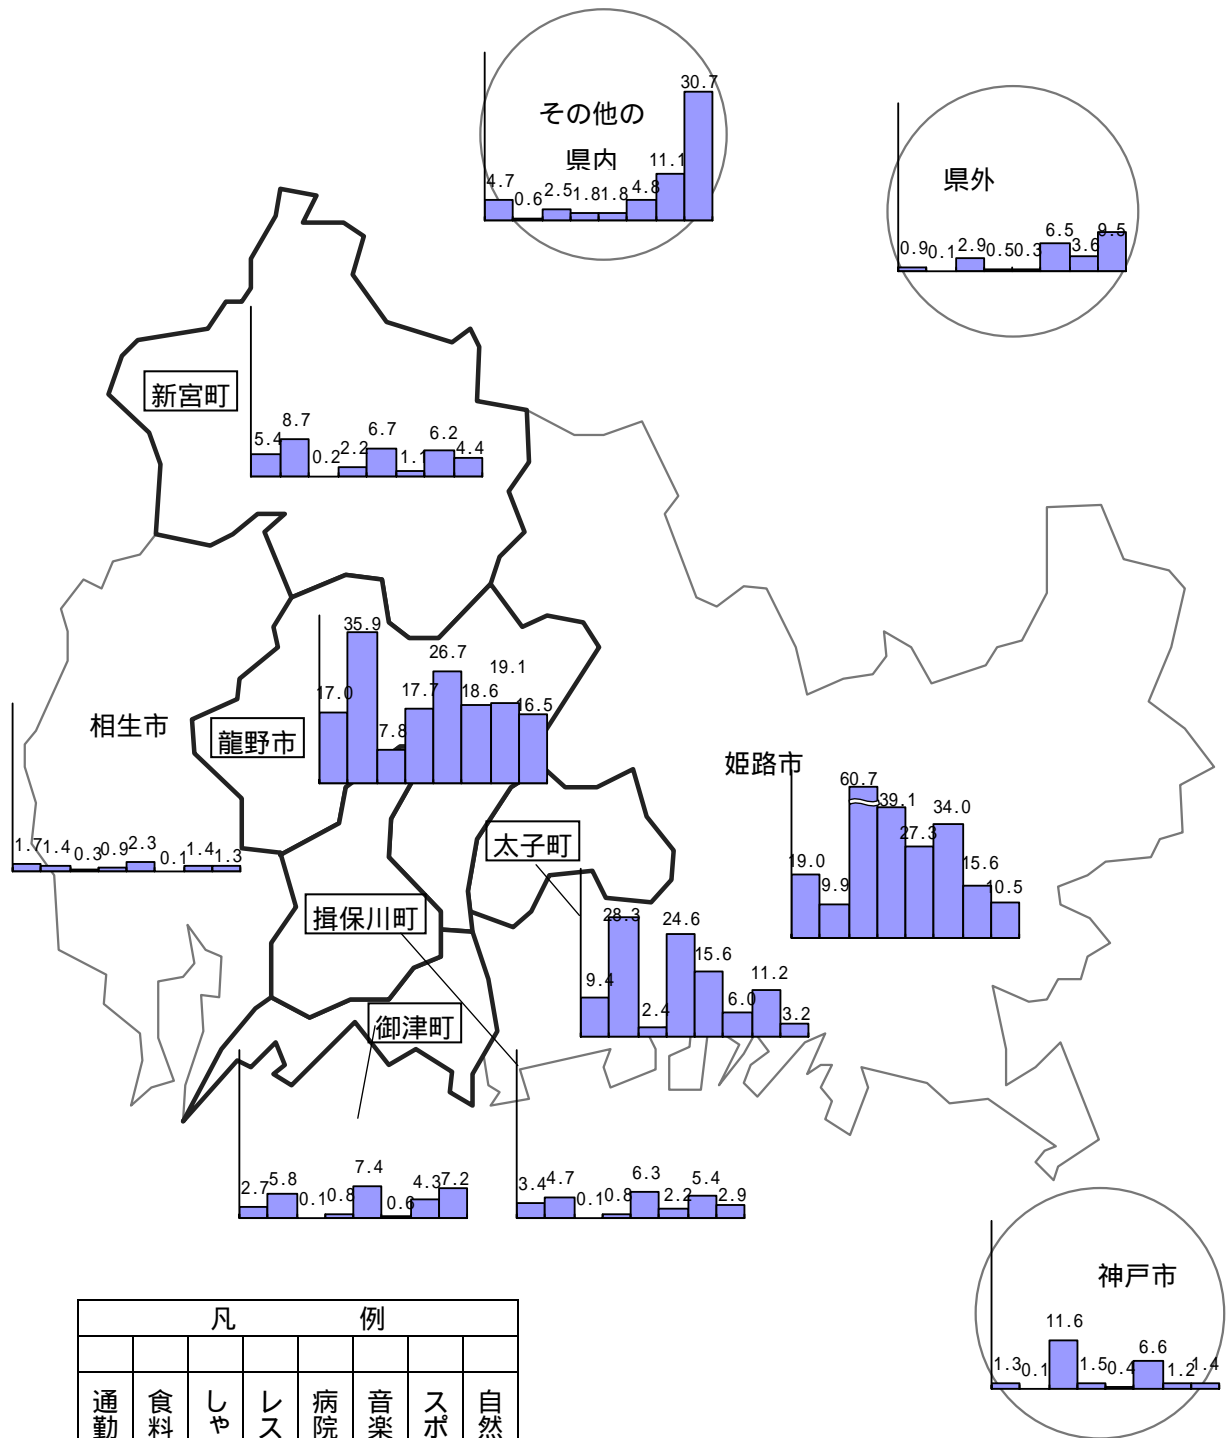 その他の
県内
4.7 0.6 2.5 1.8 1.8 4.8 11.1 30.7
県外
0.9 0.1 2.9 0.5 0.3 6.5 3.6 9.5
新宮町
5.4 8.7 0.2 2.2 6.7 1.1 6.2 4.4
龍野市
17.0 35.9 7.8 17.7 26.7 18.6 19.1 16.5
相生市
1.7 1.4 0.3 0.9 2.3 0.1 1.4 1.3
姫路市
19.0 9.9 60.7 39.1 27.3 34.0 15.6 10.5
太子町
9.4 28.3 2.4 24.6 15.6 6.0 11.2 3.2
揖保川町
3.4 4.7 0.1 0.8 6.3 2.2 5.4 2.9
御津町
2.7 5.8 0.1 0.8 7.4 0.6 4.3 7.2
神戸市
1.3 0.1 11.6 1.5 0.4 6.6 1.2 1.4
凡 例
通勤
食料
しゃ
レス
病院
音楽
スポ
自然